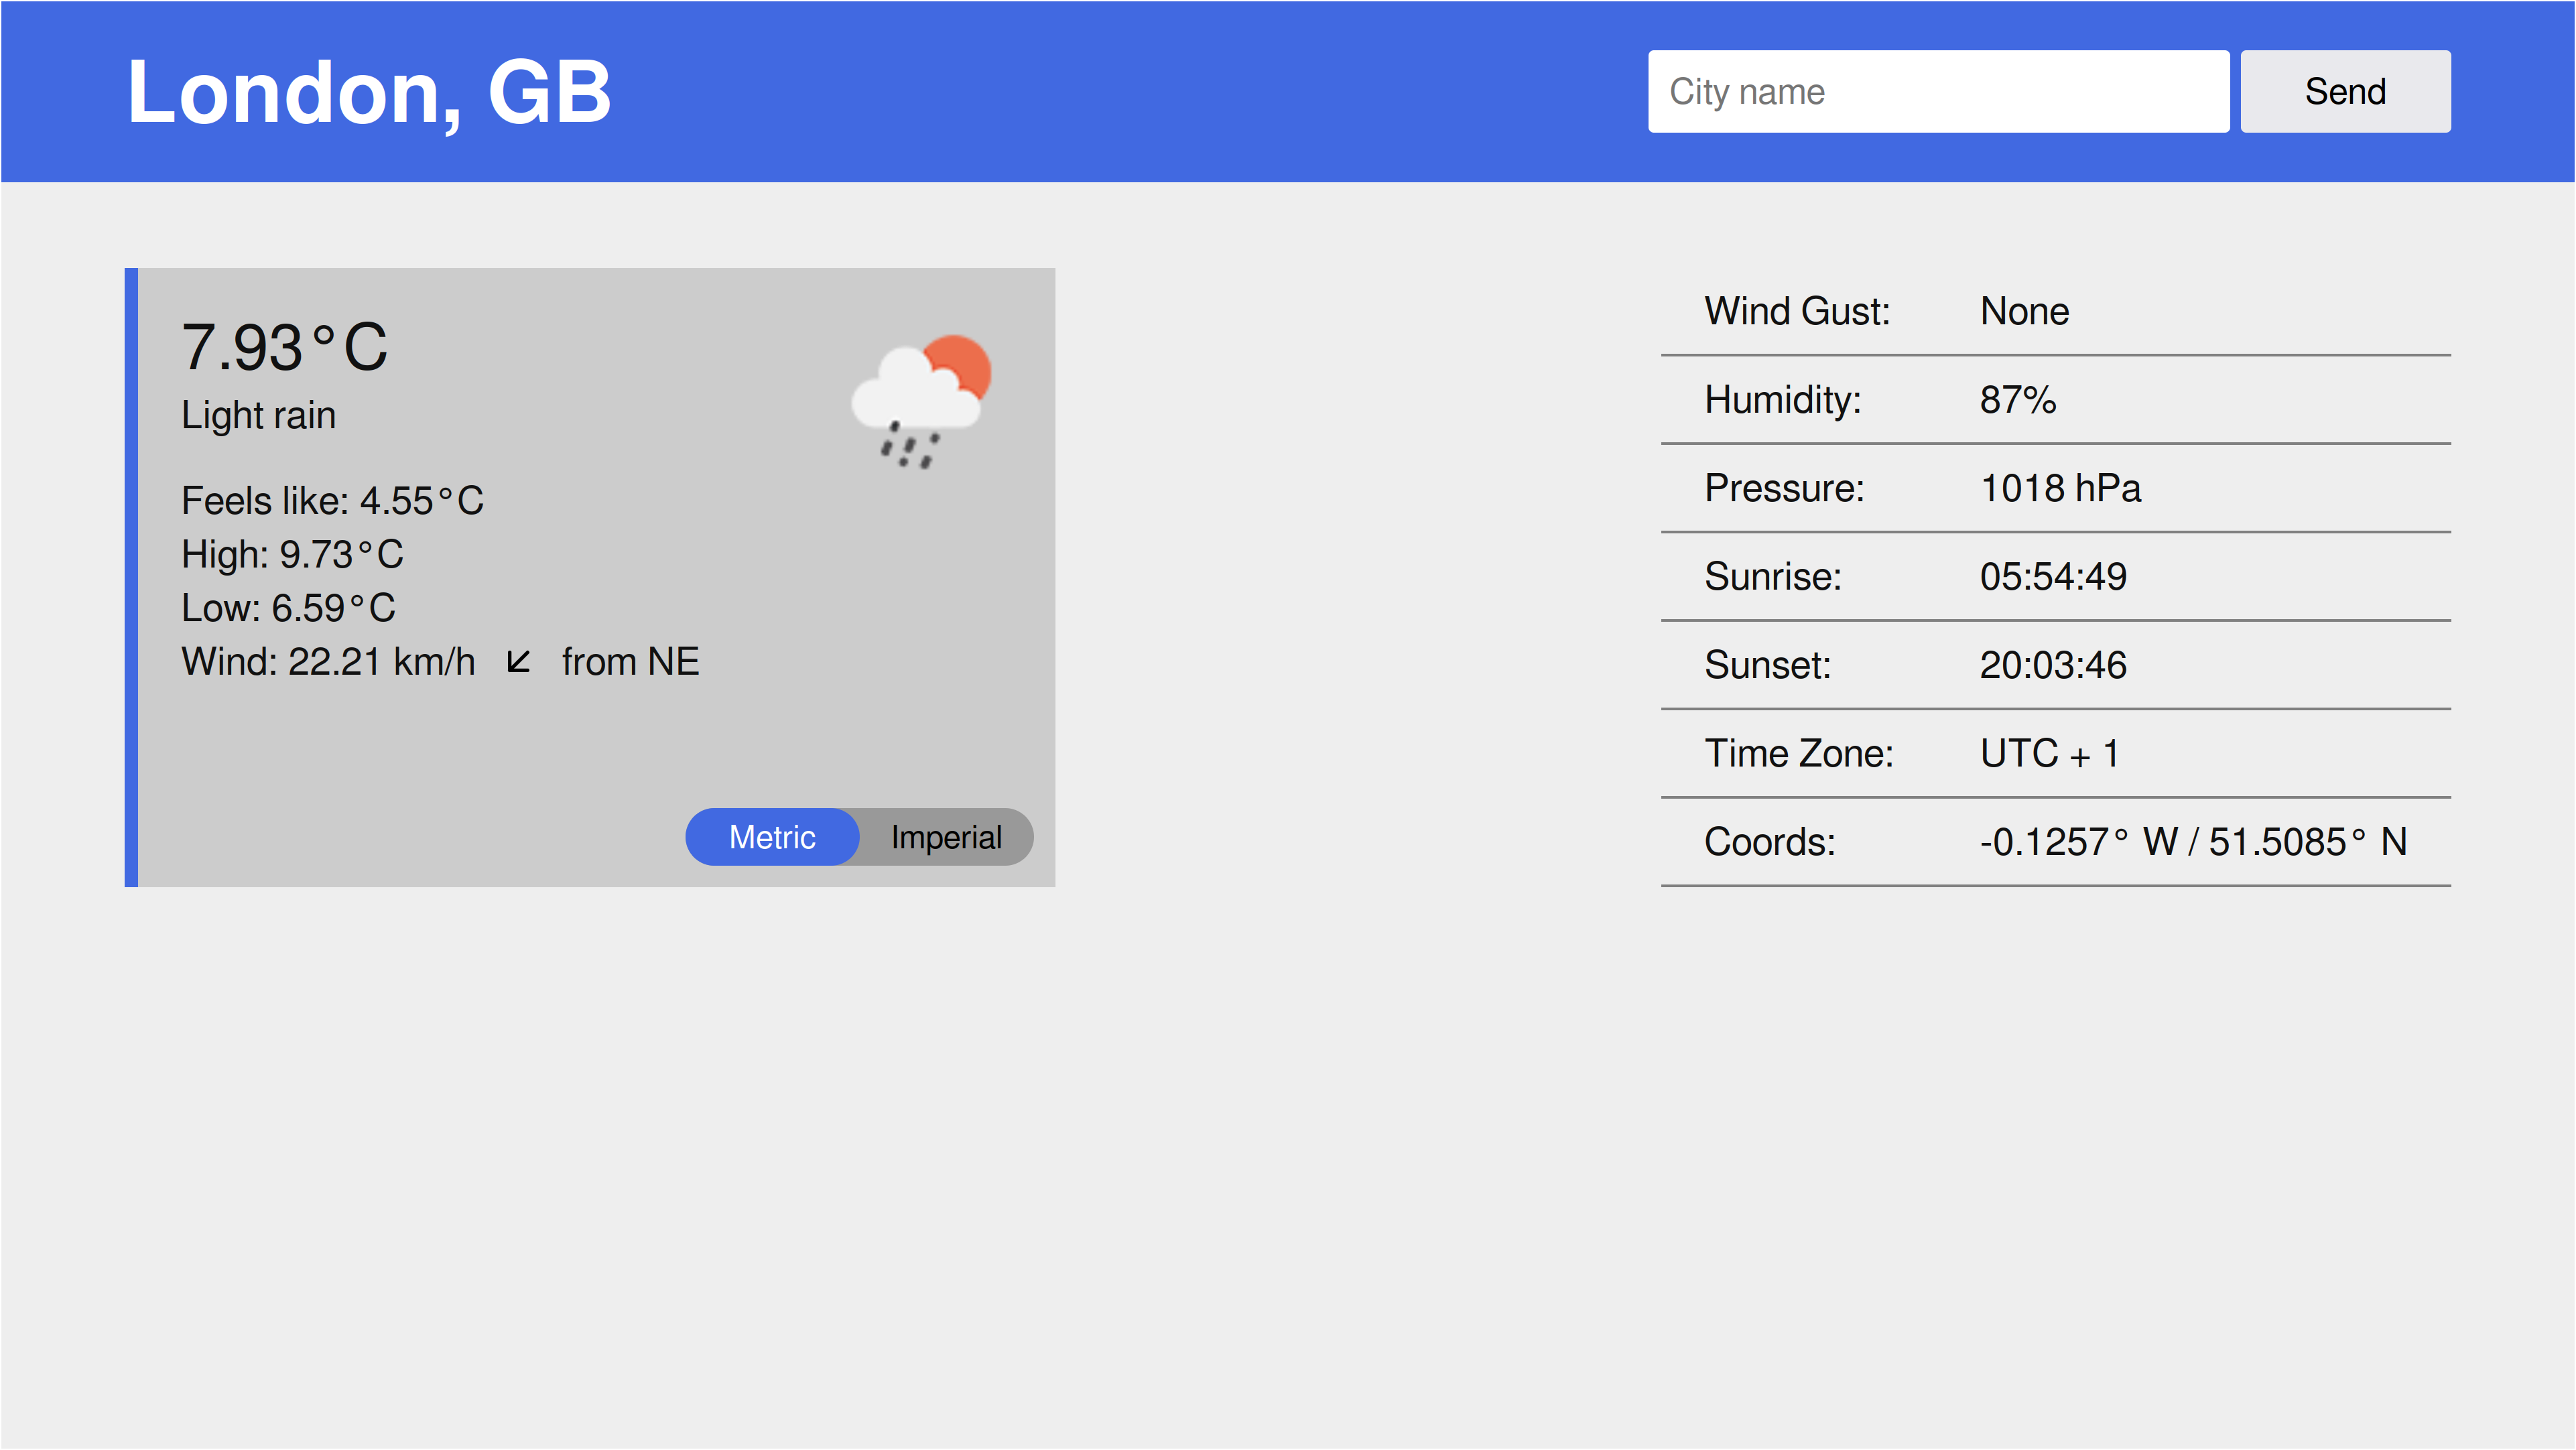 London, GB
City name
Send
7.93°C
Light rain
Feels like: 4.55°C
High: 9.73°C
Low: 6.59°C
Wind: 22.21 km/h ↙ from NE
Metric
Imperial
Wind Gust: None
Humidity: 87%
Pressure: 1018 hPa
Sunrise: 05:54:49
Sunset: 20:03:46
Time Zone: UTC + 1
Coords: -0.1257° W / 51.5085° N